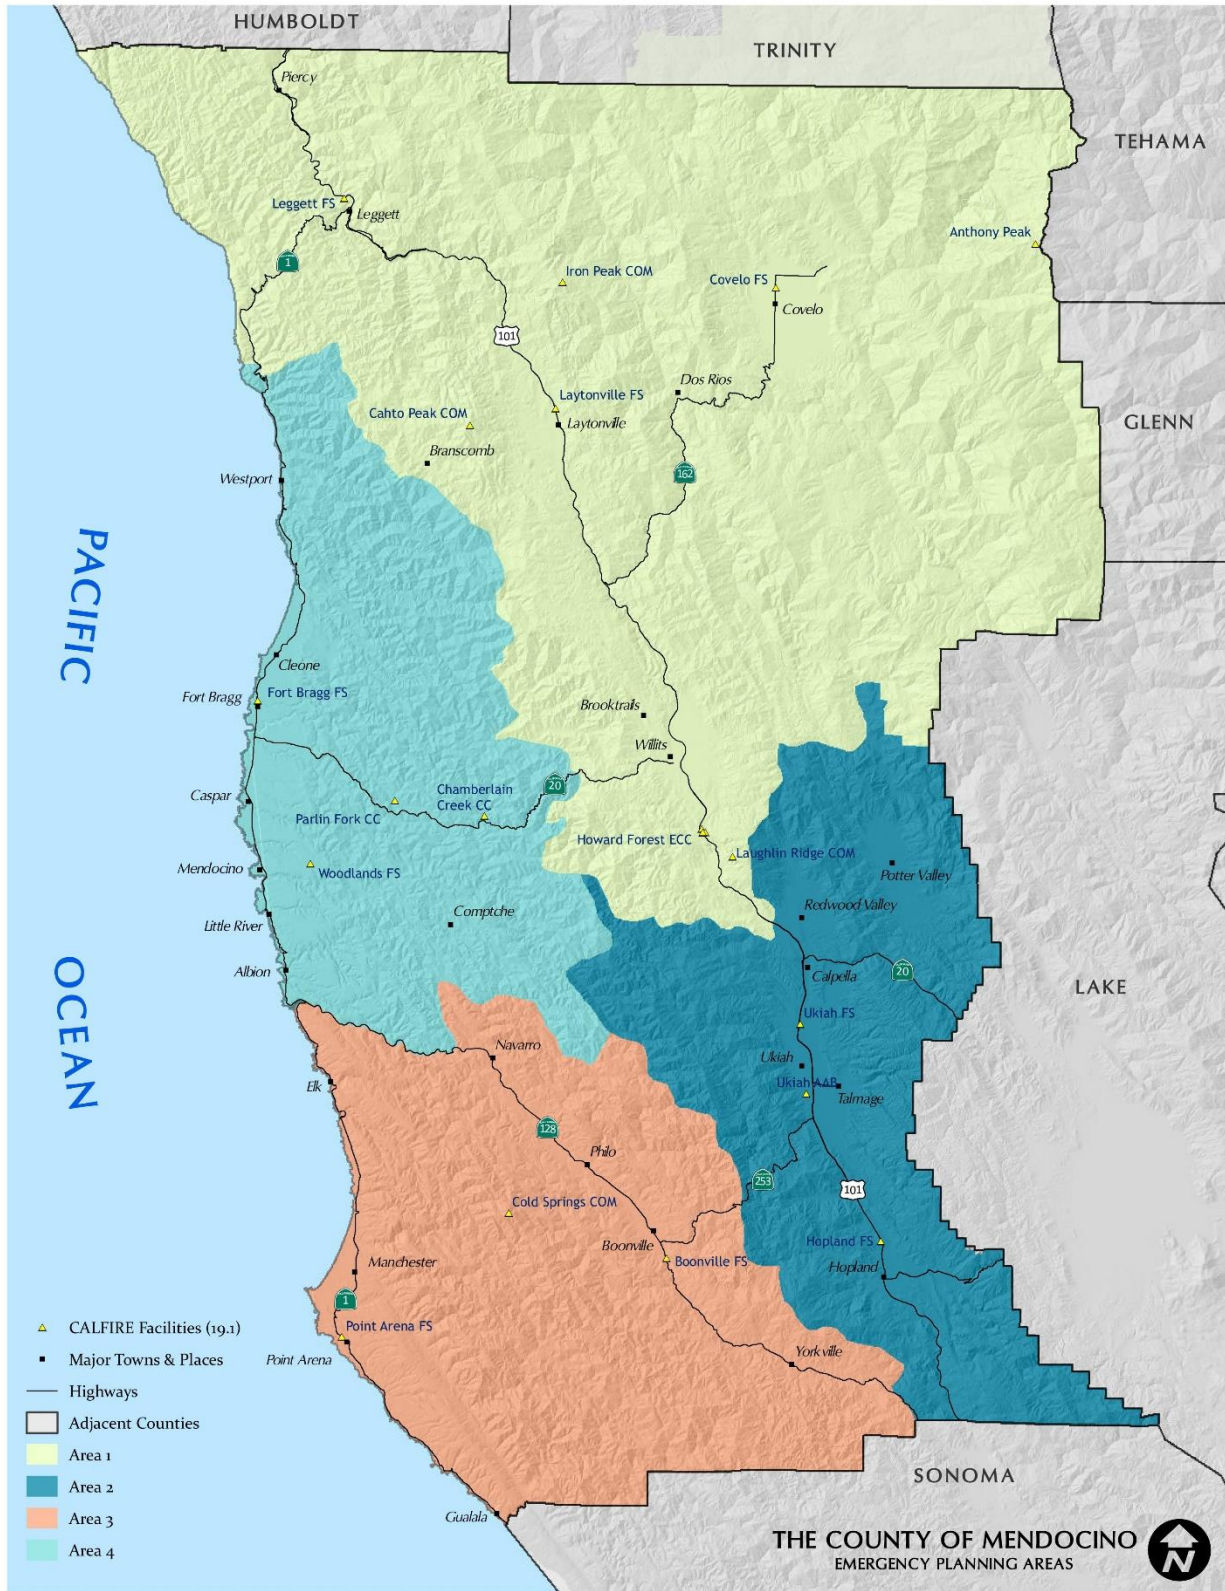 HUMBOLDT
TRINITY
Piercy
TEHAMA
Leggett FS
Leggett
Anthony Peak
1
Iron Peak COM
Covelo FS
Covelo
101
Dos Rios
Laytonville FS
Cahto Peak COM
Laytonville
GLENN
Branscomb
162
Westport
PACIFIC
Cleone
Fort Bragg
Fort Bragg FS
Brooktrails
Willits
20
Chamberlain
Creek CC
Caspar
Parlin Fork CC
Howard Forest ECC
Laughlin Ridge COM
Mendocino
Woodlands FS
Potter Valley
Redwood Valley
Comptche
Little River
Albion
Calpella
20
OCEAN
LAKE
Ukiah FS
Navarro
Ukiah
Elk
Ukiah AAB
Talmage
128
Philo
253
101
Cold Springs COM
Boonville
Hopland FS
Manchester
Boonville FS
Hopland
1
CALFIRE Facilities (19.1)
Point Arena FS
Major Towns & Places
Point Arena
Yorkville
Highways
Adjacent Counties
Area 1
Area 2
SONOMA
Area 3
Gualala
Area 4
THE COUNTY OF MENDOCINO
EMERGENCY PLANNING AREAS
N